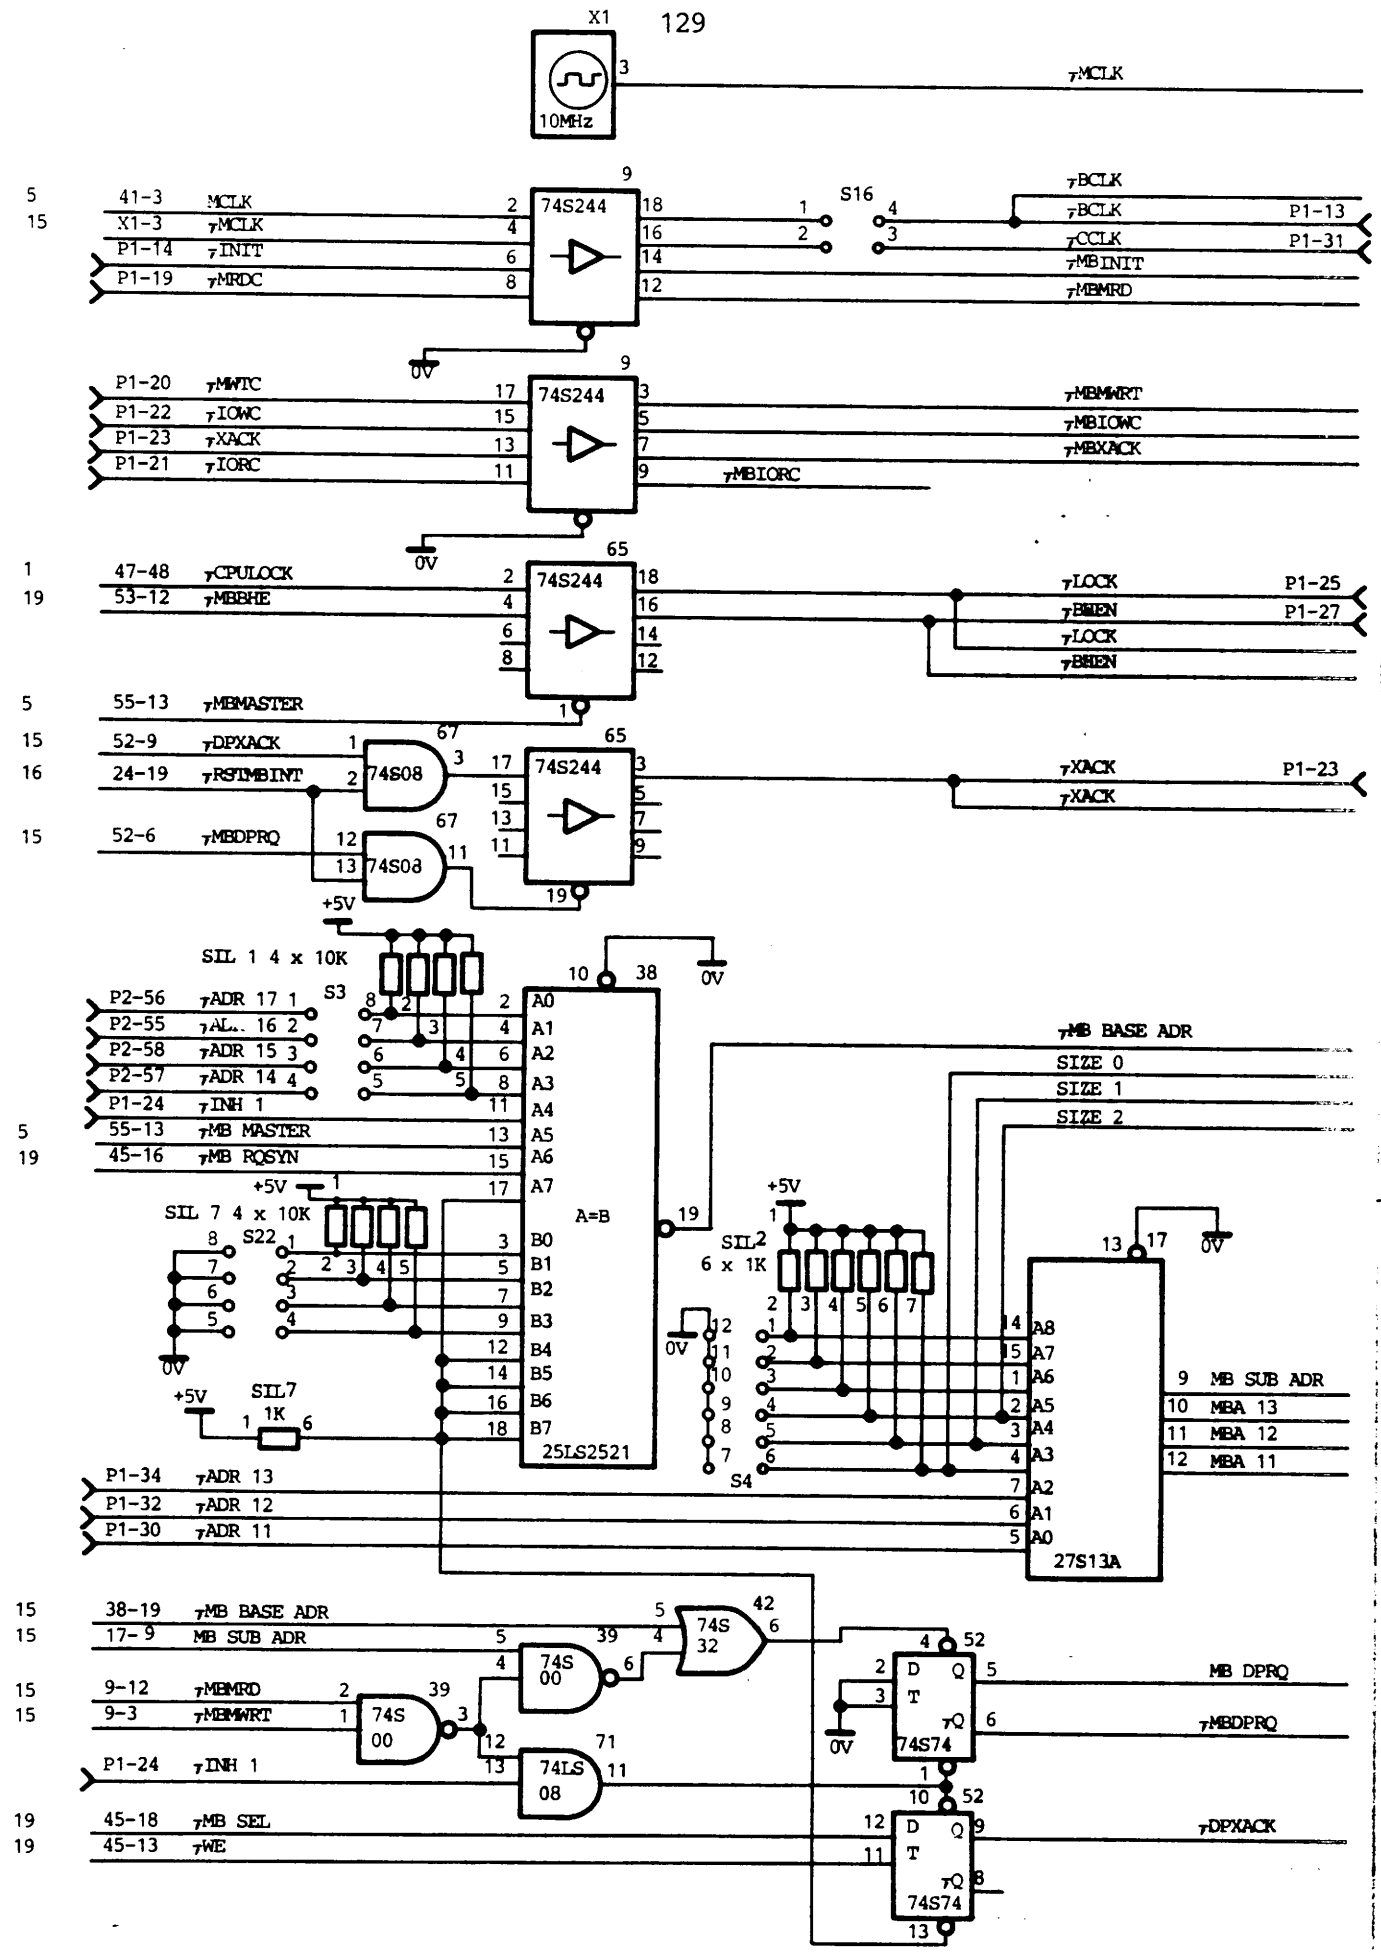 X1 129
3
⁊MCLK
10MHz
9
5 41-3 MCLK 2 74S244 18 1 S16 4 ⁊BCLK
15 X1-3 ⁊MCLK 4 16 2 3 ⁊BCLK P1-13
P1-14 ⁊INIT 6 14 ⁊CCLK P1-31
P1-19 ⁊MRDC 8 12 ⁊MBINIT
⁊MBMRD
0V
9
P1-20 ⁊MWTC 17 74S244 3 ⁊MBMWRT
P1-22 ⁊IOWC 15 5 ⁊MBIOWC
P1-23 ⁊XACK 13 7 ⁊MBXACK
P1-21 ⁊IORC 11 9 ⁊MBIORC
0V
65
1 47-48 ⁊CPULOCK 2 74S244 18 ⁊LOCK P1-25
19 53-12 ⁊MBBHE 4 16 ⁊BHEN P1-27
6 14 ⁊LOCK
8 12 ⁊BHEN
5 55-13 ⁊MBMASTER 1
67 65
15 52-9 ⁊DPXACK 1 74S08 3 17 74S244 3 ⁊XACK P1-23
16 24-19 ⁊RSTMBINT 2 15 5 ⁊XACK
13 7
67
15 52-6 ⁊MBDPRQ 12 74S08 11 11 9
13
19
+5V
SIL 1 4 x 10K
10 38 0V
P2-56 ⁊ADR 17 1 S3 8 2 2 A0
P2-55 16 2 7 3 4 A1
P2-58 ⁊ADR 15 3 6 4 6 A2
P2-57 ⁊ADR 14 4 5 5 8 A3
P1-24 ⁊INH 1 11 A4
5 55-13 ⁊MB MASTER 13 A5
19 45-16 ⁊MB RQSYN 15 A6
17 A7
⁊MB BASE ADR
SIZE 0
SIZE 1
SIZE 2
+5V 1
SIL 7 4 x 10K
A=B 19
8 S22 1 2 3 B0
7 2 3 5 B1
6 3 4 7 B2
5 4 5 9 B3
0V 12 B4
14 B5
16 B6
18 B7
+5V SIL7
1 1K 6
25LS2521
+5V
1
SIL2
6 x 1K
2 3 4 5 6 7
0V
12 1
11 2
10 3
9 4
8 5
7 6
S4
13 17 0V
14 A8
15 A7
1 A6
2 A5
3 A4
4 A3
7 A2
6 A1
5 A0
27S13A
9 MB SUB ADR
10 MBA 13
11 MBA 12
12 MBA 11
P1-34 ⁊ADR 13
P1-32 ⁊ADR 12
P1-30 ⁊ADR 11
15 38-19 ⁊MB BASE ADR 5 74S 32 42 6
15 17-9 MB SUB ADR 5 39 4
4 74S 00 6
15 9-12 ⁊MBMRD 2 39
15 9-3 ⁊MBMWRT 1 74S 00 3
4 52
2 D Q 5 MB DPRQ
3 T
⁊Q 6 ⁊MBDPRQ
0V 74S74
1
12 71
P1-24 ⁊INH 1 13 74LS 08 11
10 52
19 45-18 ⁊MB SEL 12 D Q 9 ⁊DPXACK
19 45-13 ⁊WE 11 T
⁊Q 8
74S74
13